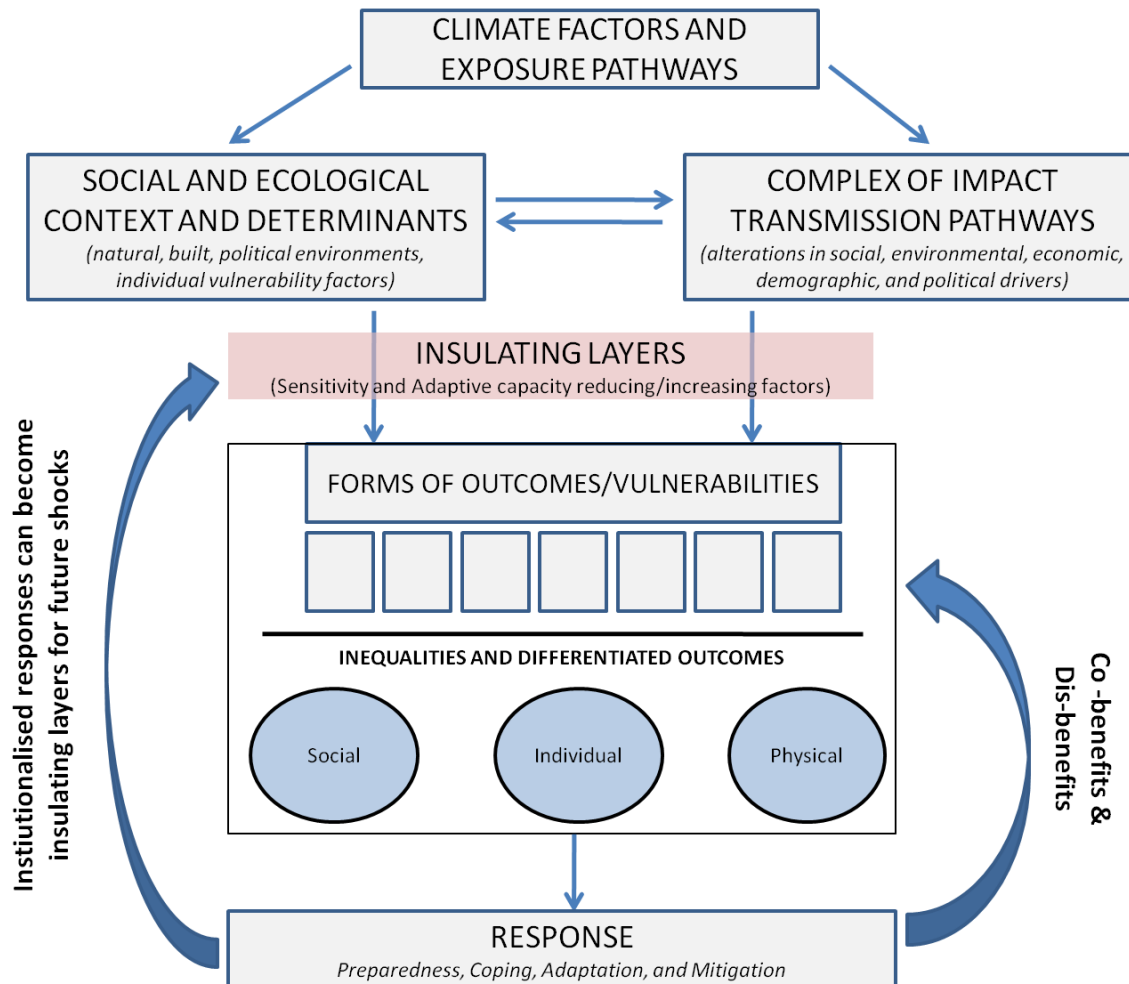 CLIMATE FACTORS AND
EXPOSURE PATHWAYS
SOCIAL AND ECOLOGICAL
CONTEXT AND DETERMINANTS
(natural, built, political environments,
individual vulnerability factors)
COMPLEX OF IMPACT
TRANSMISSION PATHWAYS
(alterations in social, environmental, economic,
demographic, and political drivers)
INSULATING LAYERS
(Sensitivity and Adaptive capacity reducing/increasing factors)
Instiutionalised responses can become
insulating layers for future shocks
FORMS OF OUTCOMES/VULNERABILITIES
INEQUALITIES AND DIFFERENTIATED OUTCOMES
Social
Individual
Physical
Co -benefits &
Dis-benefits
RESPONSE
Preparedness, Coping, Adaptation, and Mitigation